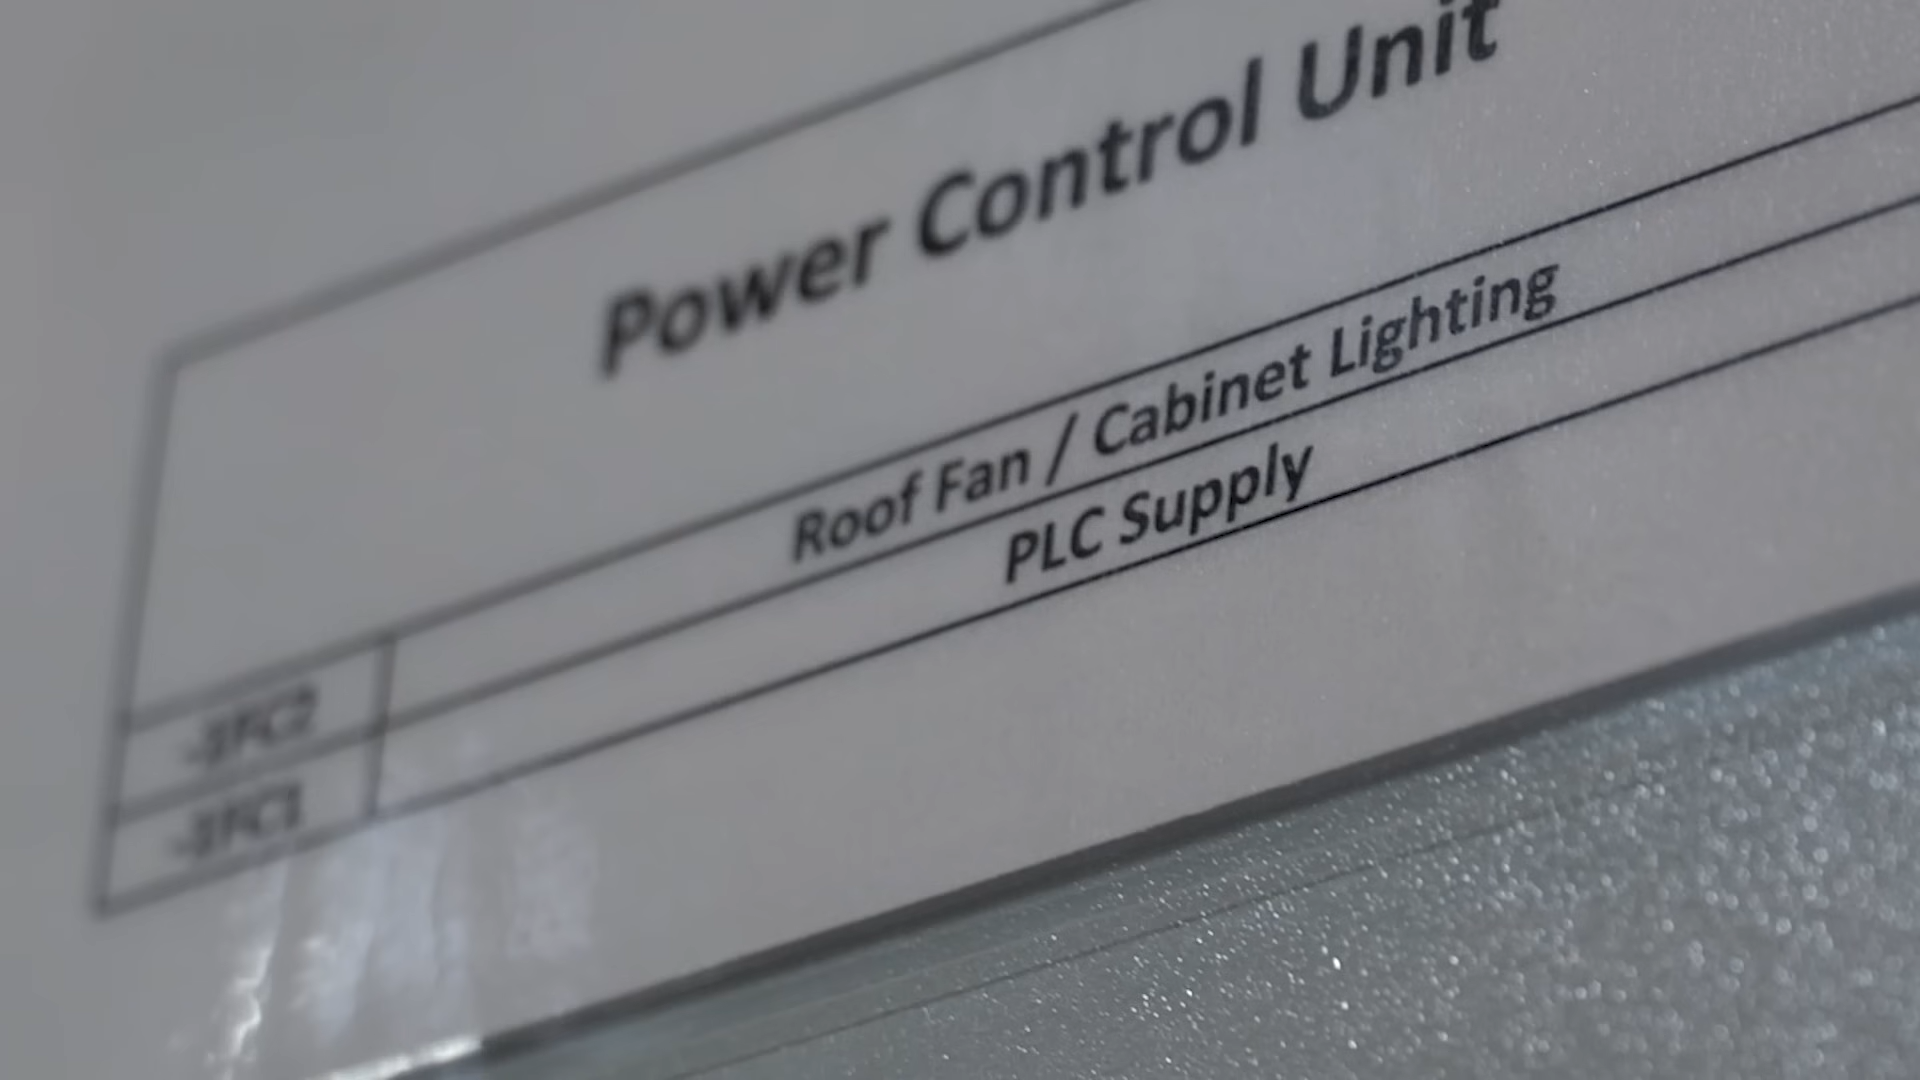 Power Control Unit
Roof Fan / Cabinet Lighting
PLC Supply